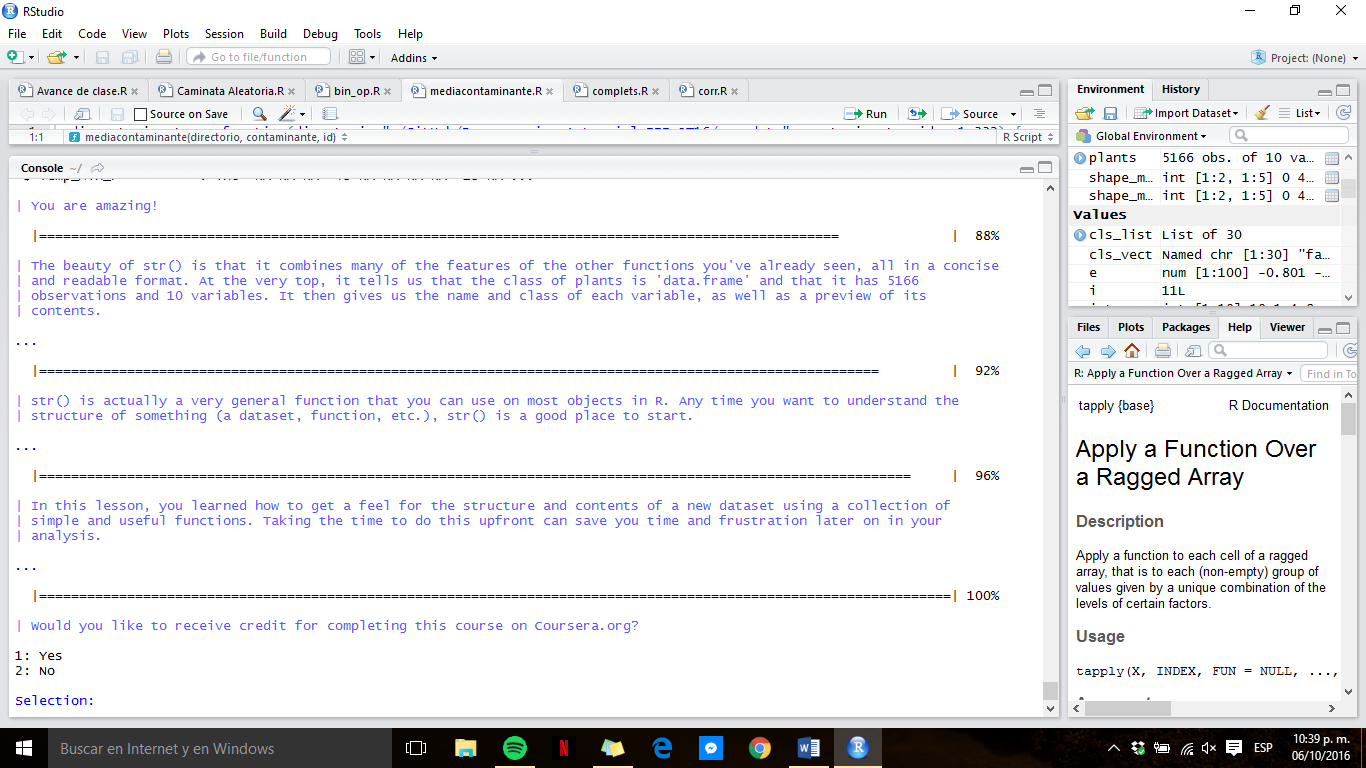 RStudio
File Edit Code View Plots Session Build Debug Tools Help
Go to file/function
Addins
Project: (None)
Avance de clase.R
Caminata Aleatoria.R
bin_op.R
mediacontaminante.R
complets.R
corr.R
Source on Save
Run
Source
1:1
mediacontaminante(directorio, contaminante, id)
R Script
Console ~/
| You are amazing!
|====================================================================================================                  | 88%
| The beauty of str() is that it combines many of the features of the other functions you've already seen, all in a concise
| and readable format. At the very top, it tells us that the class of plants is 'data.frame' and that it has 5166
| observations and 10 variables. It then gives us the name and class of each variable, as well as a preview of its
| contents.
...
|=========================================================================================================             | 92%
| str() is actually a very general function that you can use on most objects in R. Any time you want to understand the
| structure of something (a dataset, function, etc.), str() is a good place to start.
...
|=============================================================================================================         | 96%
| In this lesson, you learned how to get a feel for the structure and contents of a new dataset using a collection of
| simple and useful functions. Taking the time to do this upfront can save you time and frustration later on in your
| analysis.
...
|==================================================================================================================| 100%
| Would you like to receive credit for completing this course on Coursera.org?
1: Yes
2: No
Selection:
Environment History
Import Dataset
List
Global Environment
plants 5166 obs. of 10 va...
shape_m... int [1:2, 1:5] 0 4...
shape_m... int [1:2, 1:5] 0 4...
Values
cls_list List of 30
cls_vect Named chr [1:30] "fa...
e num [1:100] -0.801 -...
i 11L
Files Plots Packages Help Viewer
R: Apply a Function Over a Ragged Array
Find in To
tapply {base} R Documentation
Apply a Function Over
a Ragged Array
Description
Apply a function to each cell of a ragged
array, that is to each (non-empty) group of
values given by a unique combination of the
levels of certain factors.
Usage
tapply(X, INDEX, FUN = NULL, ...,
Buscar en Internet y en Windows
ESP
10:39 p. m.
06/10/2016